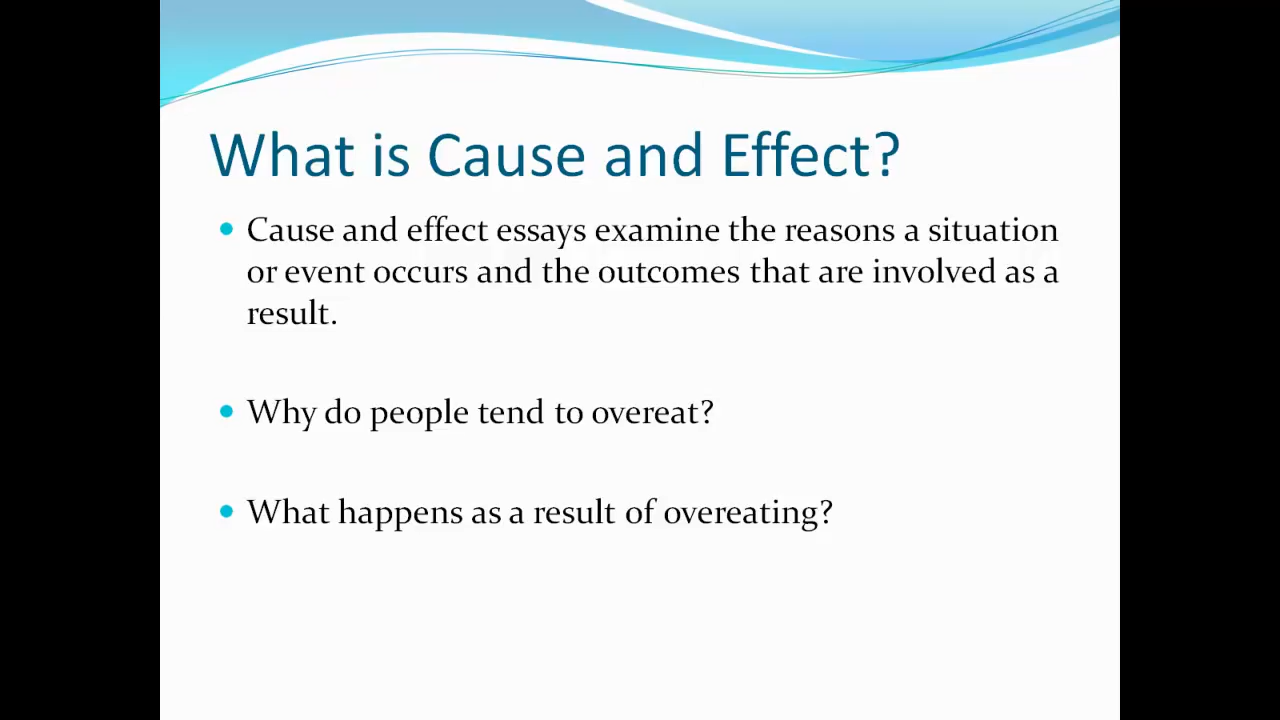 What is Cause and Effect?
Cause and effect essays examine the reasons a situation
or event occurs and the outcomes that are involved as a
result.
Why do people tend to overeat?
What happens as a result of overeating?